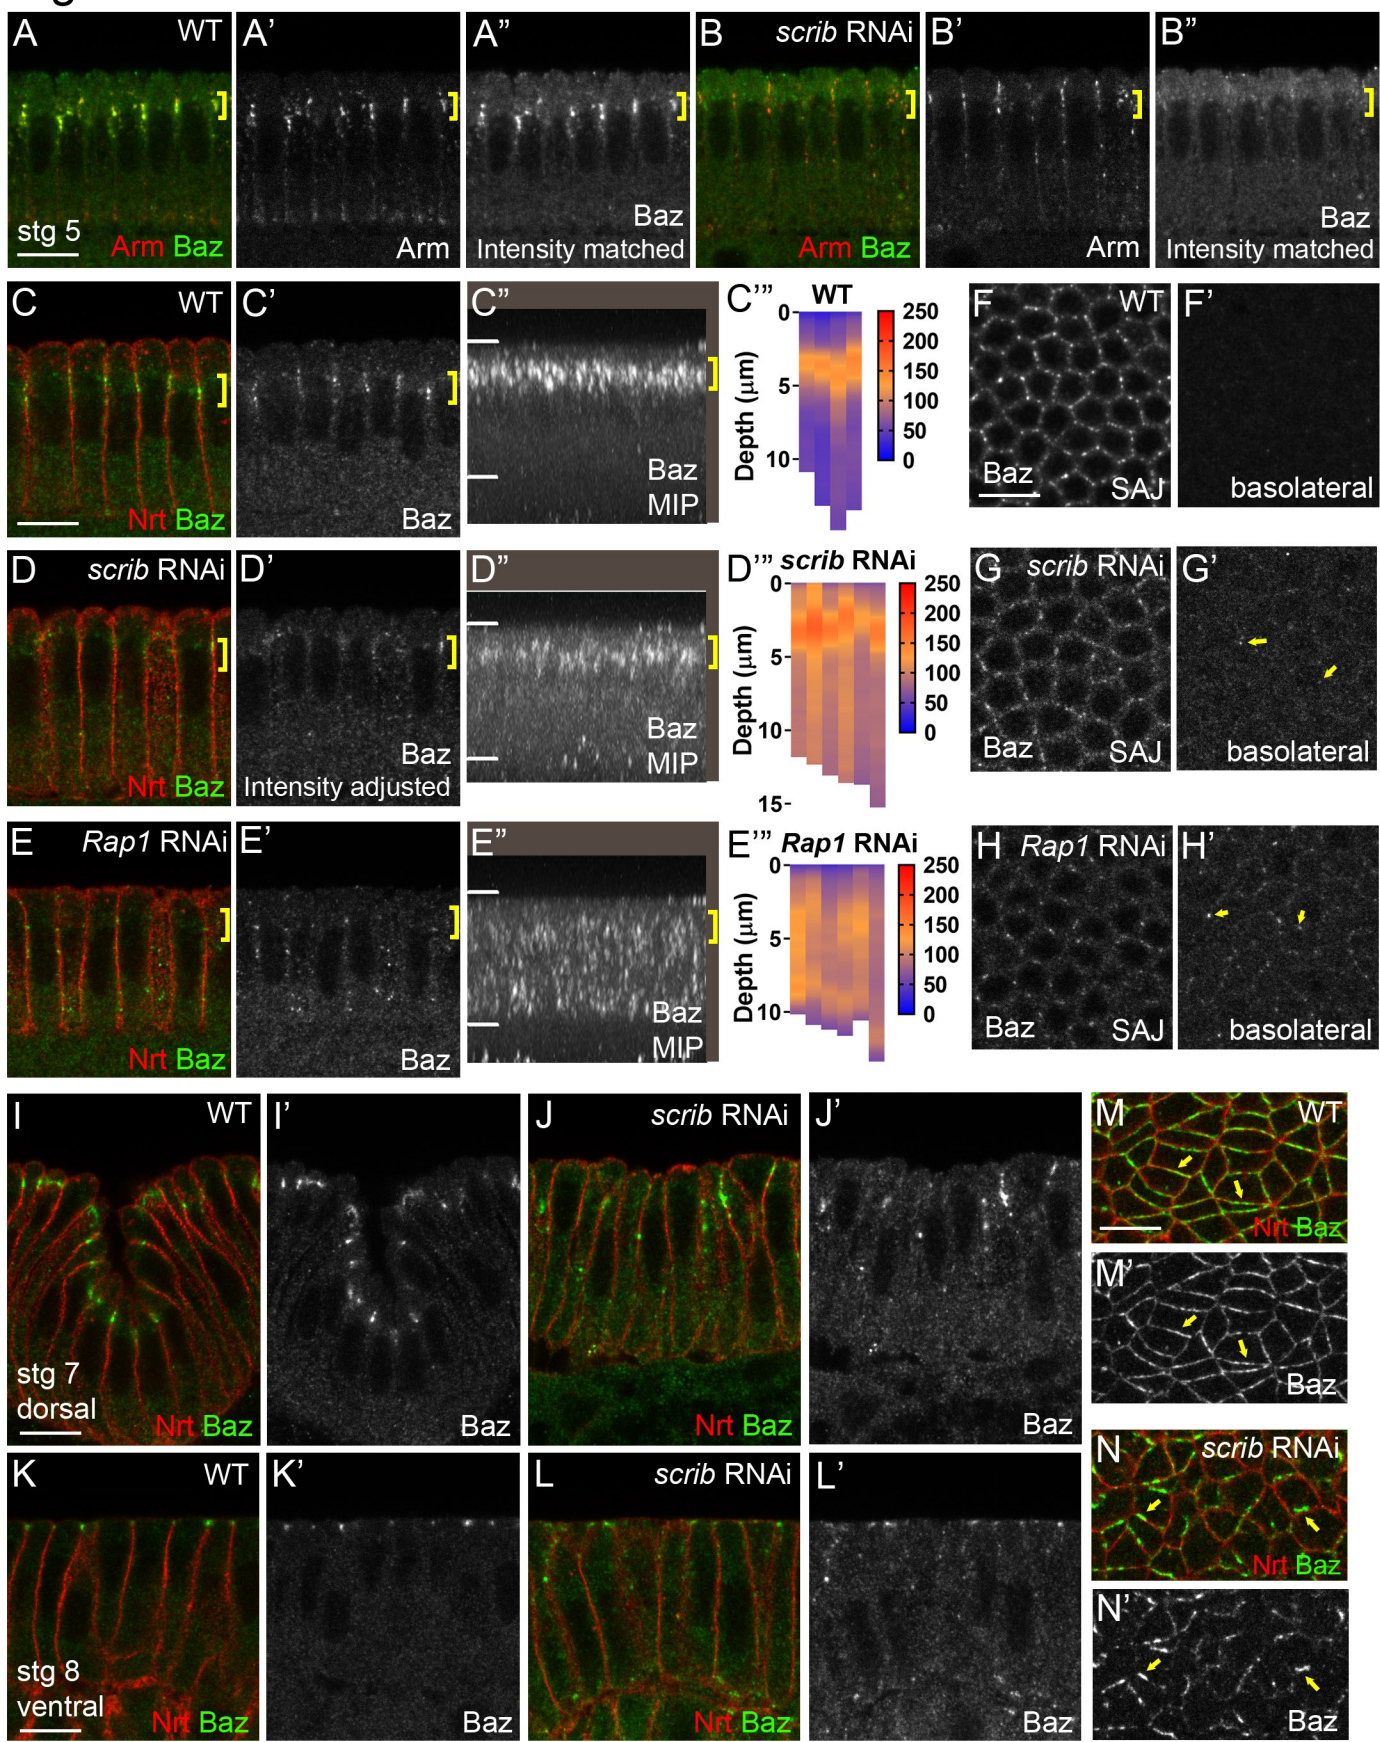 A WT A’ A” B scrib RNAi B’ B”
stg 5
Arm Baz
Arm
Baz
Intensity matched
Arm Baz
Arm
Baz
Intensity matched
C WT C’ C” C’” WT F WT F’
Nrt Baz
Baz
Baz
MIP
Depth (µm)
0
5
10
250
200
150
100
50
0
Baz SAJ
basolateral
D scrib RNAi D’ D” D’” scrib RNAi G scrib RNAi G’
Nrt Baz
Baz
Intensity adjusted
Baz
MIP
Depth (µm)
0
5
10
15
250
200
150
100
50
0
Baz SAJ
basolateral
E Rap1 RNAi E’ E” E’” Rap1 RNAi H Rap1 RNAi H’
Nrt Baz
Baz
Baz
MIP
Depth (µm)
0
5
10
250
200
150
100
50
0
Baz SAJ
basolateral
I WT I’ J scrib RNAi J’ M WT
stg 7
dorsal
Nrt Baz
Baz
Nrt Baz
Baz
Nrt Baz
M’
Baz
K WT K’ L scrib RNAi L’ N scrib RNAi
stg 8
ventral
Nrt Baz
Baz
Nrt Baz
Baz
Nrt Baz
N’
Baz